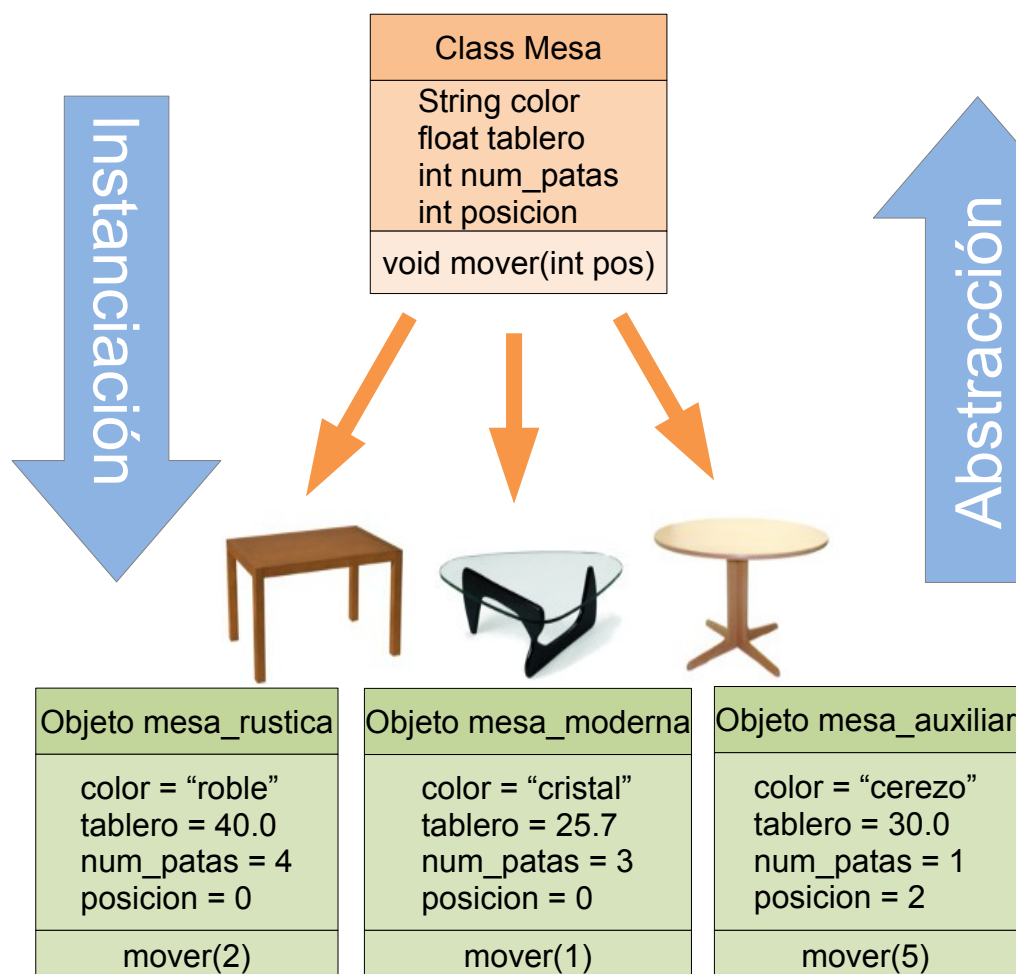 Class Mesa
String color
float tablero
int num_patas
int posicion
void mover(int pos)
Instanciación
Abstracción
Objeto mesa_rustica
color = “roble”
tablero = 40.0
num_patas = 4
posicion = 0
mover(2)
Objeto mesa_moderna
color = “cristal”
tablero = 25.7
num_patas = 3
posicion = 0
mover(1)
Objeto mesa_auxiliar
color = “cerezo”
tablero = 30.0
num_patas = 1
posicion = 2
mover(5)